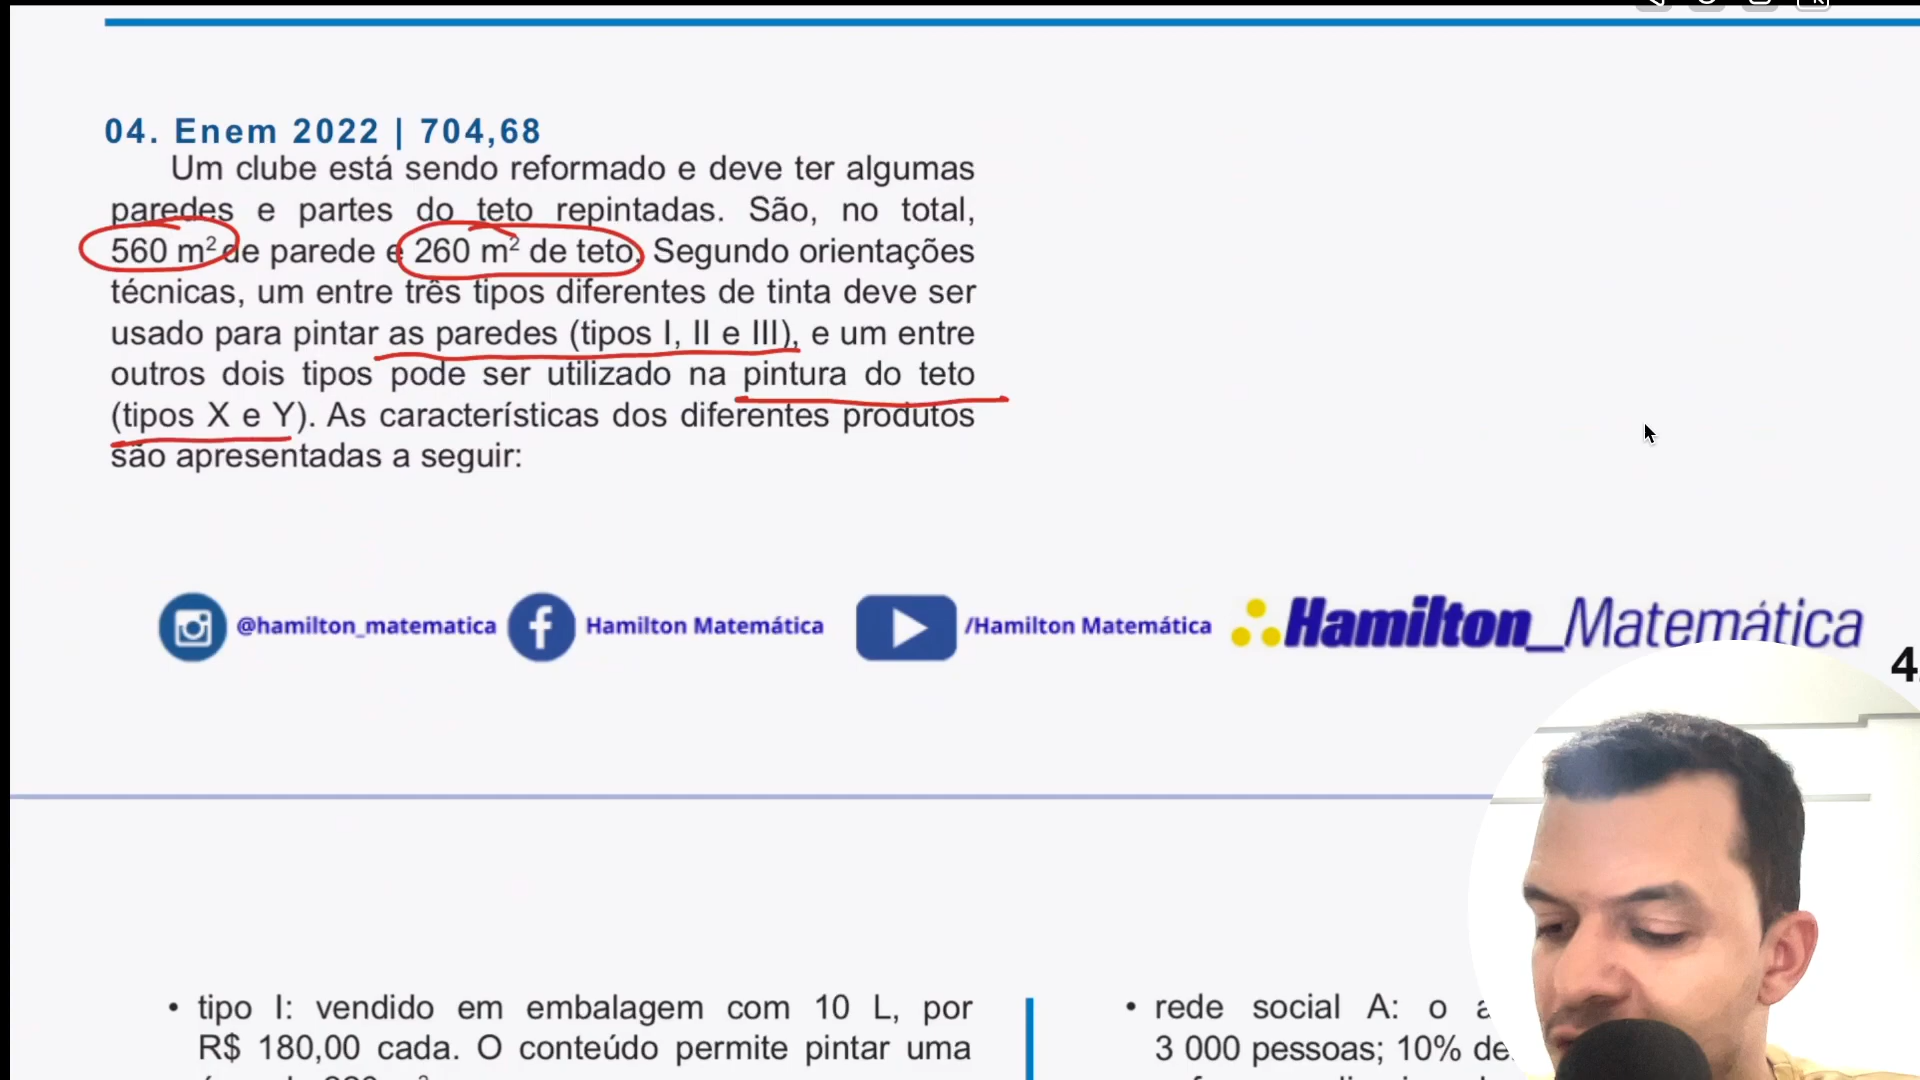 04. Enem 2022 | 704,68
Um clube está sendo reformado e deve ter algumas
paredes e partes do teto repintadas. São, no total,
560 m² de parede e 260 m² de teto. Segundo orientações
técnicas, um entre três tipos diferentes de tinta deve ser
usado para pintar as paredes (tipos I, II e III), e um entre
outros dois tipos pode ser utilizado na pintura do teto
(tipos X e Y). As características dos diferentes produtos
são apresentadas a seguir:
@hamilton_matematica
Hamilton Matemática
/Hamilton Matemática
Hamilton_Matemática
• tipo I: vendido em embalagem com 10 L, por
R$ 180,00 cada. O conteúdo permite pintar uma
• rede social A: o
3 000 pessoas; 10%